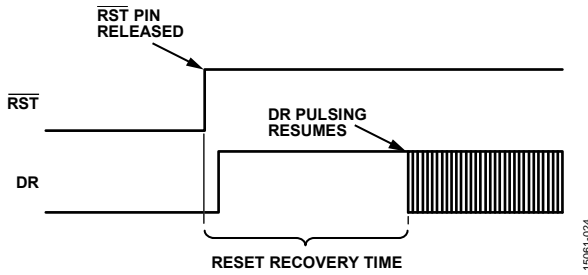 RST PIN
RELEASED
RST
DR PULSING
RESUMES
DR
RESET RECOVERY TIME
15061-024